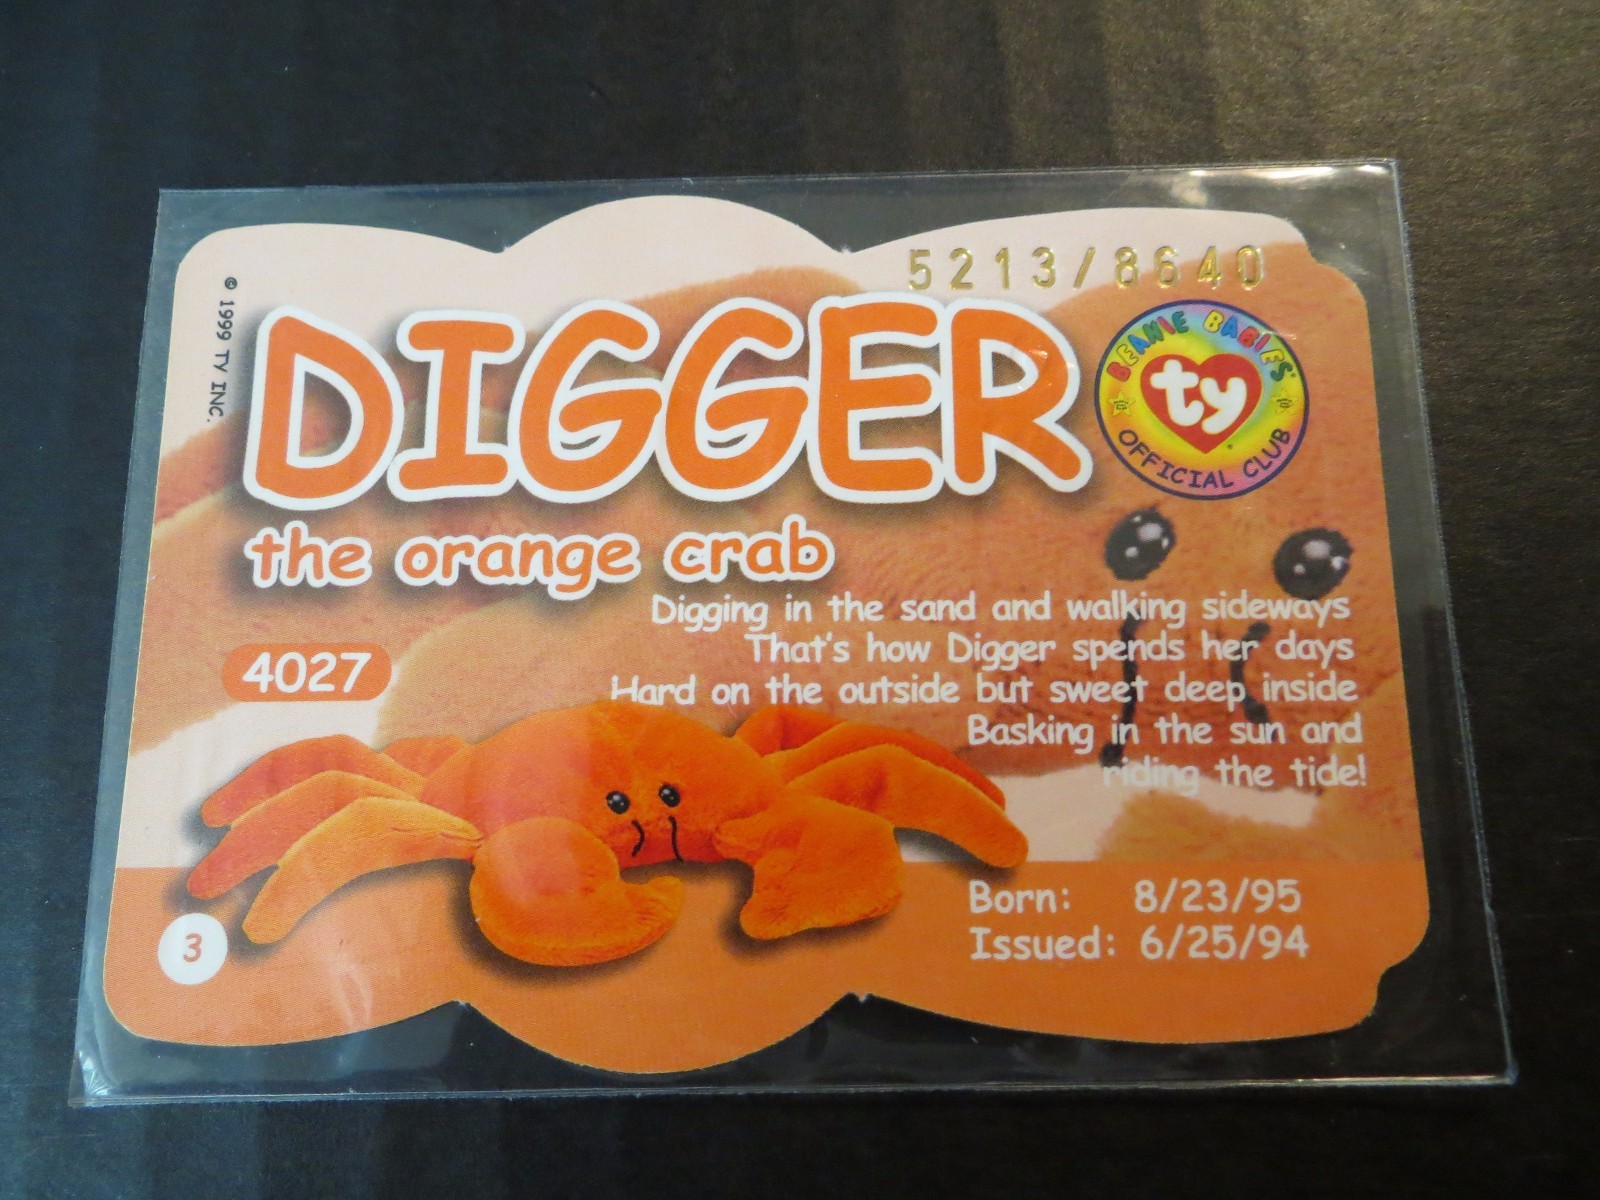 5213/8640
© 1999 TY INC.
DIGGER
the orange crab
BEANIE BABIES
ty
OFFICIAL CLUB
Digging in the sand and walking sideways
That's how Digger spends her days
Hard on the outside but sweet deep inside
Basking in the sun and
riding the tide!
4027
Born: 8/23/95
Issued: 6/25/94
3